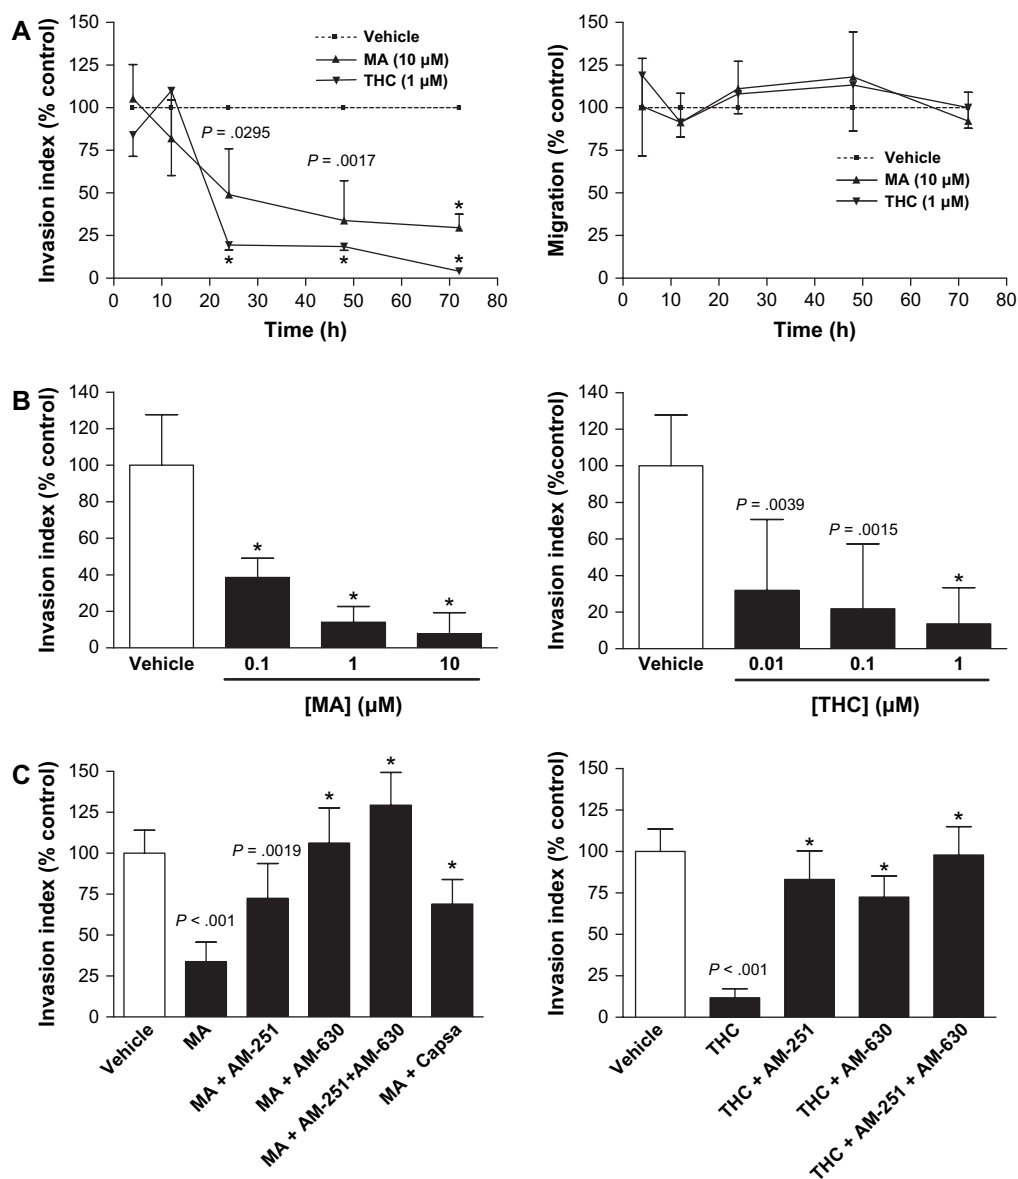 A
Invasion index (% control)
150
125
100
75
50
25
0
Vehicle
MA (10 µM)
THC (1 µM)
P = .0295
P = .0017
*
*
*
*
0 10 20 30 40 50 60 70 80
Time (h)
Migration (% control)
150
125
100
75
50
25
0
Vehicle
MA (10 µM)
THC (1 µM)
0 10 20 30 40 50 60 70 80
Time (h)
B
Invasion index (% control)
140
120
100
80
60
40
20
0
*
*
*
Vehicle 0.1 1 10
[MA] (µM)
Invasion index (%control)
140
120
100
80
60
40
20
0
P = .0039
P = .0015
*
Vehicle 0.01 0.1 1
[THC] (µM)
C
Invasion index (% control)
150
125
100
75
50
25
0
P < .001
P = .0019
*
*
*
Vehicle
MA
MA + AM-251
MA + AM-630
MA + AM-251+AM-630
MA + Capsa
Invasion index (% control)
150
125
100
75
50
25
0
P < .001
*
*
*
Vehicle
THC
THC + AM-251
THC + AM-630
THC + AM-251 + AM-630